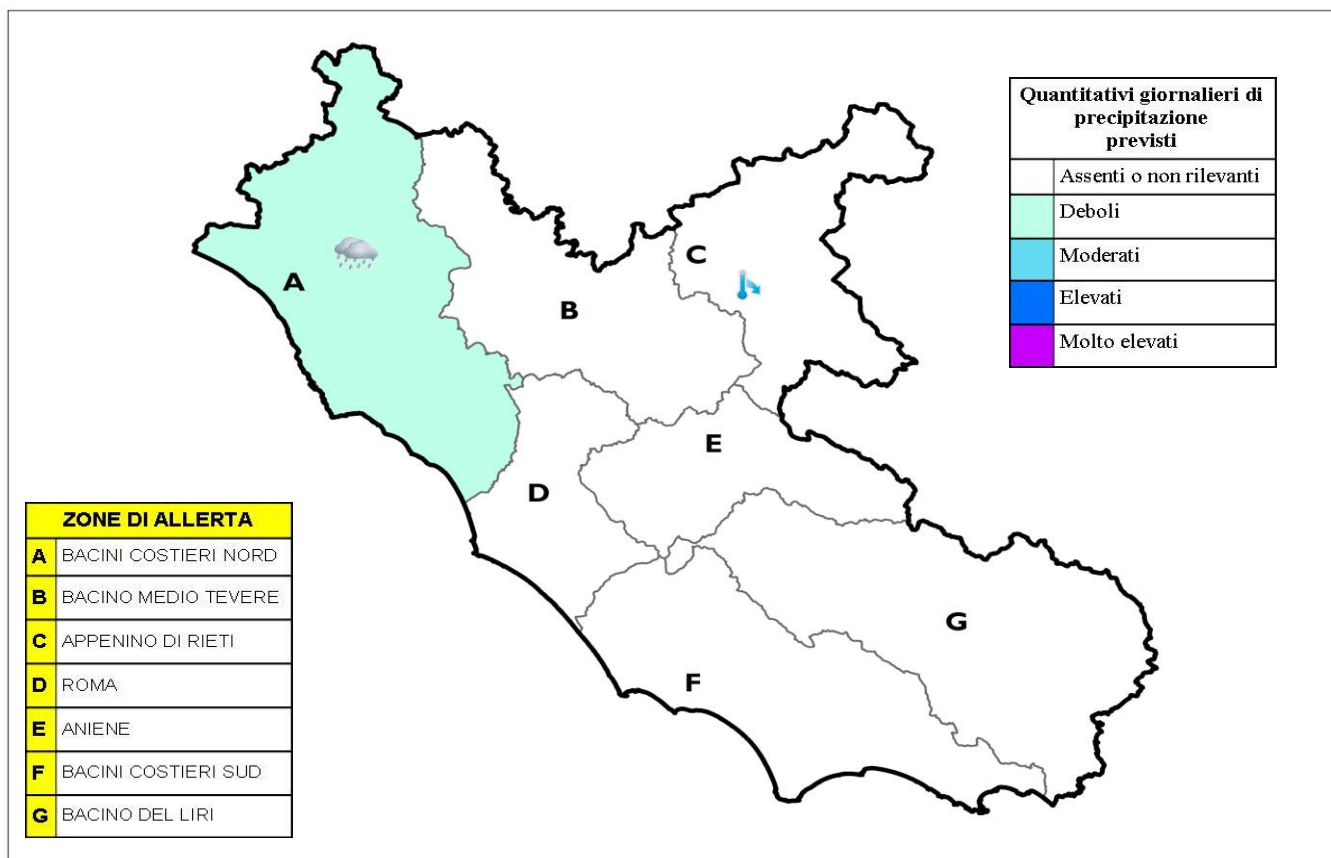 Quantitativi giornalieri di
precipitazione
previsti
Assenti o non rilevanti
Deboli
Moderati
Elevati
Molto elevati
A
B
C
D
E
F
G
ZONE DI ALLERTA
A BACINI COSTIERI NORD
B BACINO MEDIO TEVERE
C APPENINO DI RIETI
D ROMA
E ANIENE
F BACINI COSTIERI SUD
G BACINO DEL LIRI